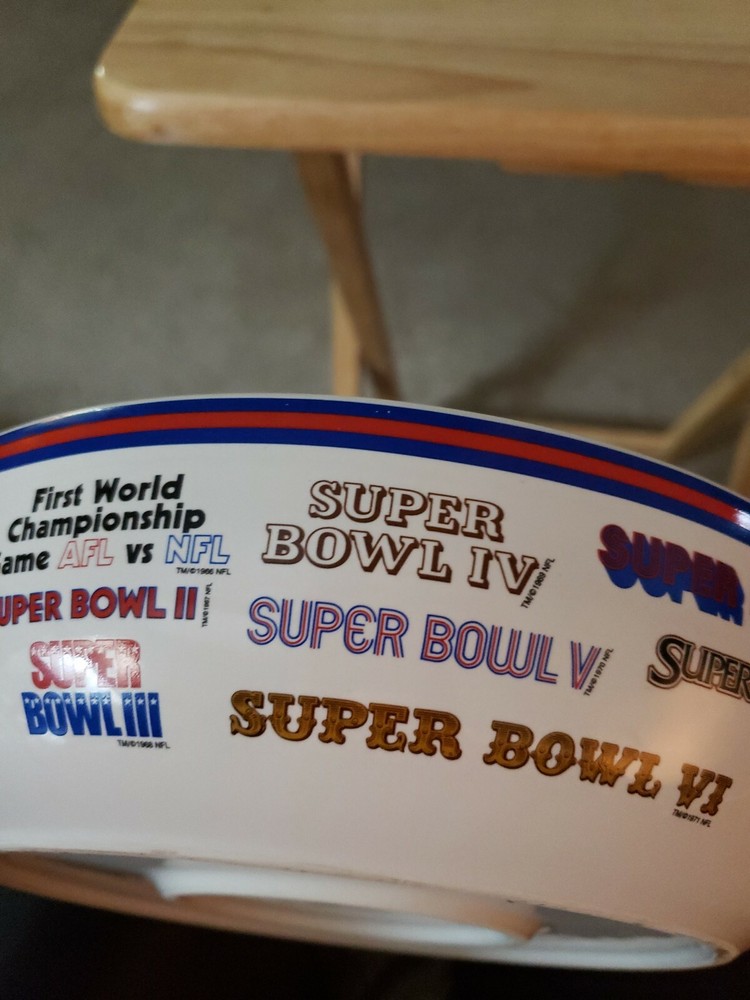 First World
Championship
ame AFL vs NFL
TM/©1966 NFL
UPER BOWL II
TM/©1967 NFL
SUPER
BOWL III
TM/©1968 NFL
SUPER
BOWL IV
TM/©1969 NFL
SUPER BOWL V
TM/©1970 NFL
SUPER BOWL VI
TM/©1971 NFL
SUPER
SUPER